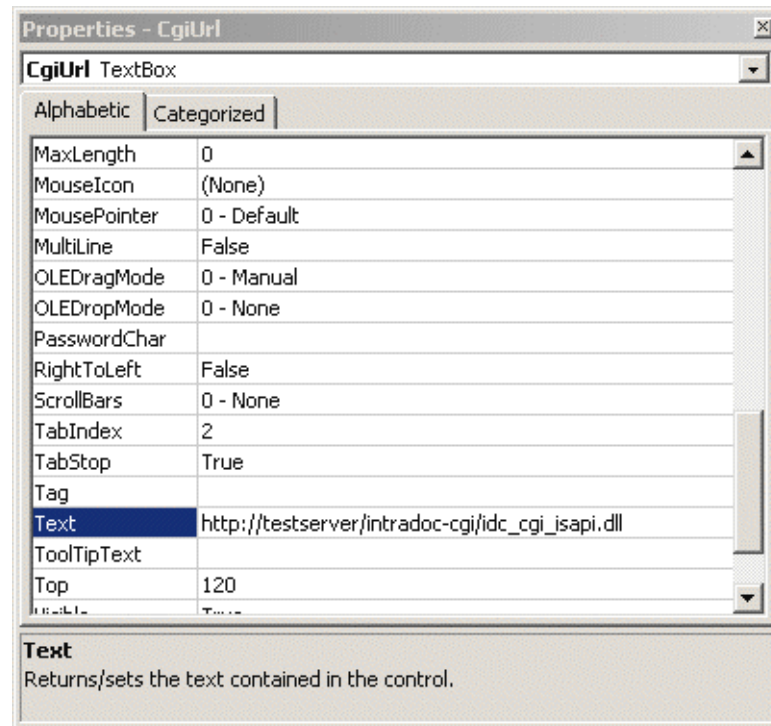 Properties - CgiUrl
CgiUrl TextBox
Alphabetic Categorized
MaxLength 0
MouseIcon (None)
MousePointer 0 - Default
MultiLine False
OLEDragMode 0 - Manual
OLEDropMode 0 - None
PasswordChar
RightToLeft False
ScrollBars 0 - None
TabIndex 2
TabStop True
Tag
Text http://testserver/intradoc-cgi/idc_cgi_isapi.dll
ToolTipText
Top 120
Visible True
Text
Returns/sets the text contained in the control.